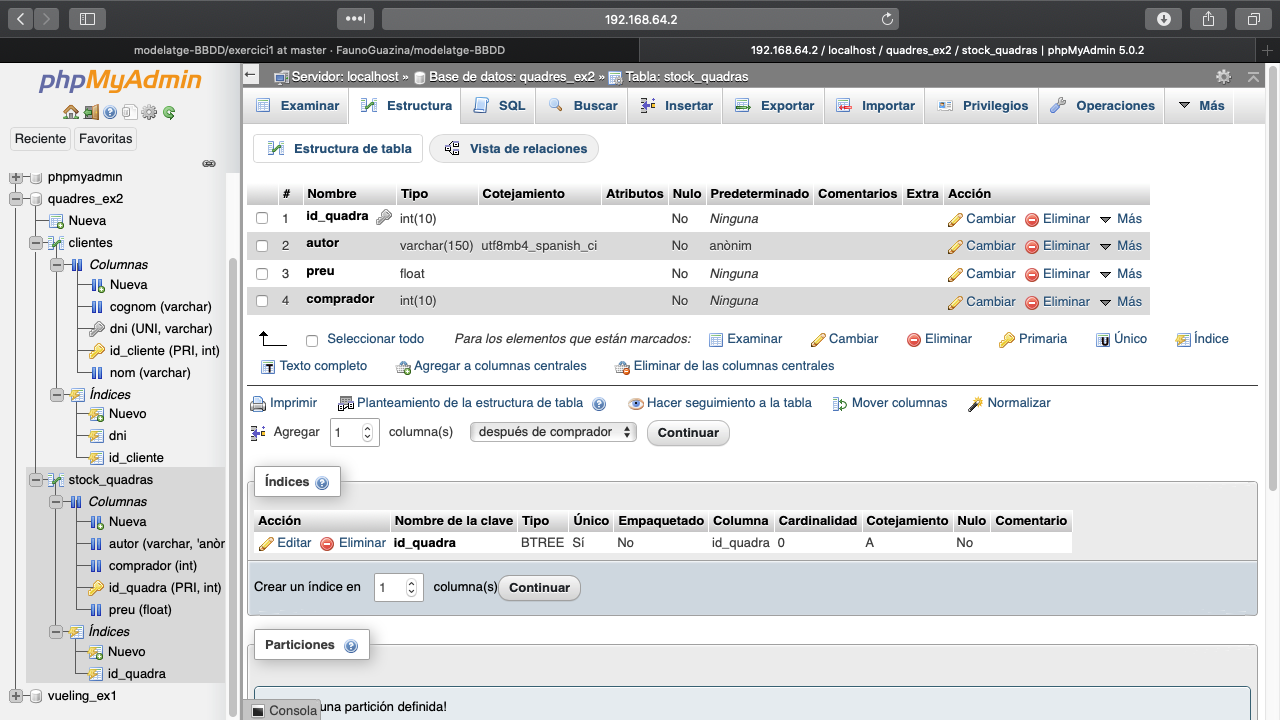 192.168.64.2
modelatge-BBDD/exercici1 at master · FaunoGuazina/modelatge-BBDD
192.168.64.2 / localhost / quadres_ex2 / stock_quadras | phpMyAdmin 5.0.2
phpMyAdmin
Reciente Favoritas
phpmyadmin
quadres_ex2
Nueva
clientes
Columnas
Nueva
cognom (varchar)
dni (UNI, varchar)
id_cliente (PRI, int)
nom (varchar)
Índices
Nuevo
dni
id_cliente
stock_quadras
Columnas
Nueva
autor (varchar, 'anòr
comprador (int)
id_quadra (PRI, int)
preu (float)
Índices
Nuevo
id_quadra
vueling_ex1
Servidor: localhost » Base de datos: quadres_ex2 » Tabla: stock_quadras
Examinar Estructura SQL Buscar Insertar Exportar Importar Privilegios Operaciones Más
Estructura de tabla Vista de relaciones
# Nombre Tipo Cotejamiento Atributos Nulo Predeterminado Comentarios Extra Acción
1 id_quadra int(10) No Ninguna Cambiar Eliminar Más
2 autor varchar(150) utf8mb4_spanish_ci No anònim Cambiar Eliminar Más
3 preu float No Ninguna Cambiar Eliminar Más
4 comprador int(10) No Ninguna Cambiar Eliminar Más
Seleccionar todo Para los elementos que están marcados: Examinar Cambiar Eliminar Primaria Único Índice
Texto completo Agregar a columnas centrales Eliminar de las columnas centrales
Imprimir Planteamiento de la estructura de tabla Hacer seguimiento a la tabla Mover columnas Normalizar
Agregar 1 columna(s) después de comprador Continuar
Índices
Acción Nombre de la clave Tipo Único Empaquetado Columna Cardinalidad Cotejamiento Nulo Comentario
Editar Eliminar id_quadra BTREE Sí No id_quadra 0 A No
Crear un índice en 1 columna(s) Continuar
Particiones
una partición definida!
Consola